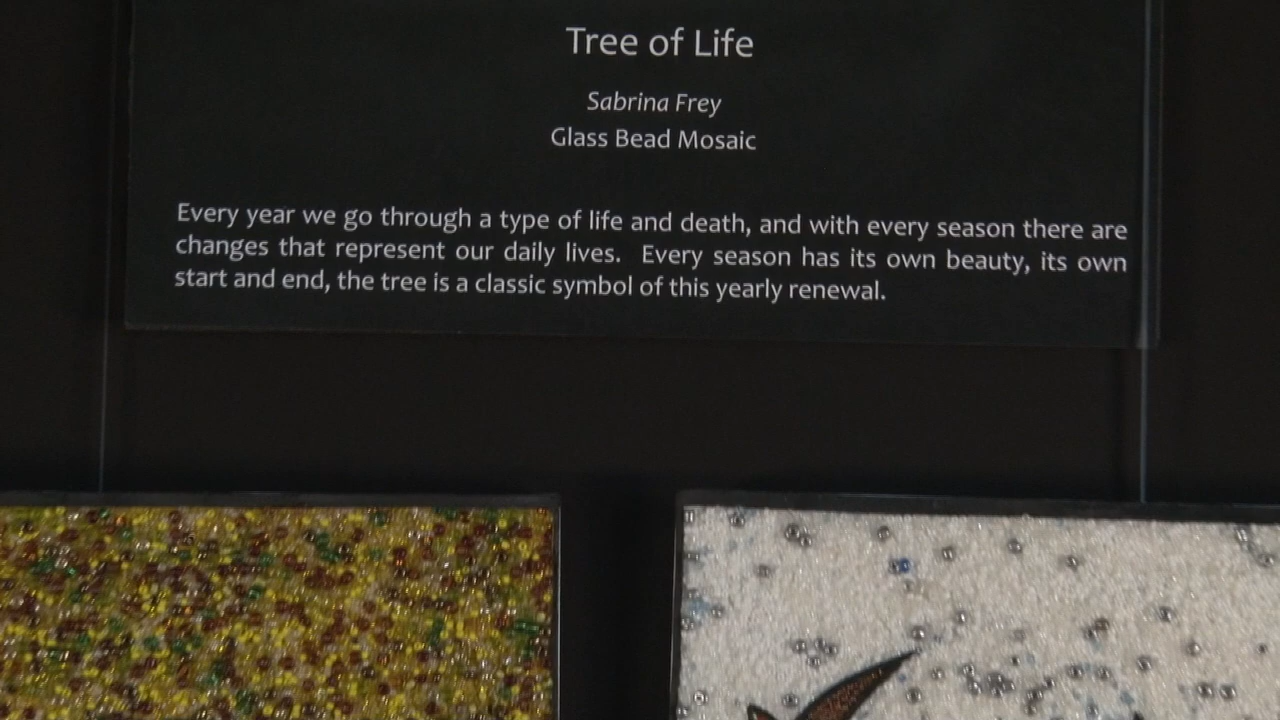 Tree of Life
Sabrina Frey
Glass Bead Mosaic
Every year we go through a type of life and death, and with every season there are
changes that represent our daily lives. Every season has its own beauty, its own
start and end, the tree is a classic symbol of this yearly renewal.